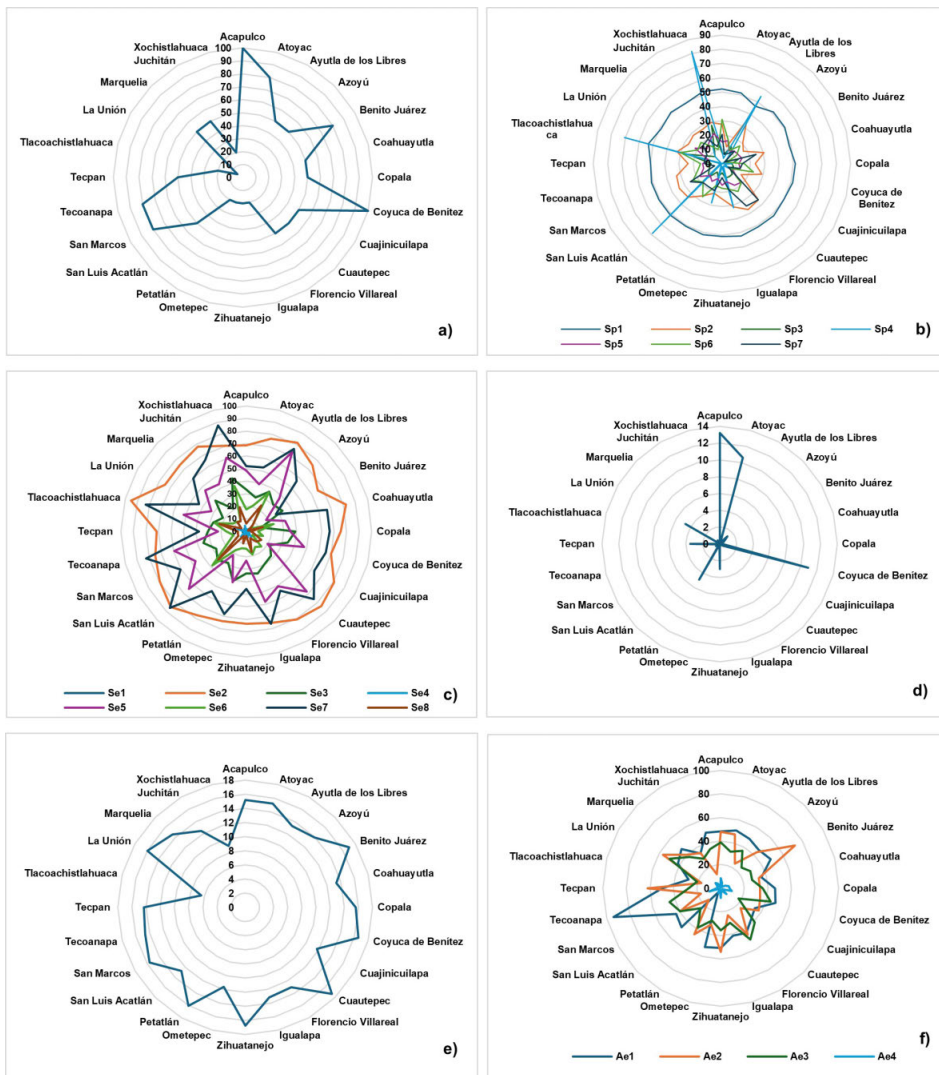 Acapulco
Xochistlahuaca
Atoyac
Juchitán
Ayutla de los Libres
Marquelia
Azoyú
La Unión
Benito Juárez
Tlacoachistlahuaca
Coahuayutla
Tecpan
Copala
Tecoanapa
Coyuca de Benitez
San Marcos
Cuajinicuilapa
San Luis Acatlán
Cuautepec
Petatlán
Florencio Villareal
Ometepec
Igualapa
Zihuatanejo
100
90
80
70
60
50
40
30
20
10
0
a)
Acapulco
Xochistlahuaca
Atoyac
Juchitán
Ayutla de los Libres
Marquelia
Azoyú
La Unión
Benito Juárez
Tlacoachistlahua
ca
Coahuayutla
Tecpan
Copala
Tecoanapa
Coyuca de
Benitez
San Marcos
Cuajinicuilapa
San Luis Acatlán
Cuautepec
Petatlán
Florencio Villareal
Ometepec
Igualapa
Zihuatanejo
90
80
70
60
50
40
30
20
10
0
Sp1 Sp2 Sp3 Sp4
Sp5 Sp6 Sp7
b)
Acapulco
Xochistlahuaca
Atoyac
Juchitán
Ayutla de los Libres
Marquelia
Azoyú
La Unión
Benito Juárez
Tlacoachistlahuaca
Coahuayutla
Tecpan
Copala
Tecoanapa
Coyuca de Benitez
San Marcos
Cuajinicuilapa
San Luis Acatlán
Cuautepec
Petatlán
Florencio Villareal
Ometepec
Igualapa
Zihuatanejo
100
90
80
70
60
50
40
30
20
10
0
Se1 Se2 Se3 Se4
Se5 Se6 Se7 Se8
c)
Acapulco
Xochistlahuaca
Atoyac
Juchitán
Ayutla de los Libres
Marquelia
Azoyú
La Unión
Benito Juárez
Tlacoachistlahuaca
Coahuayutla
Tecpan
Copala
Tecoanapa
Coyuca de Benitez
San Marcos
Cuajinicuilapa
San Luis Acatlán
Cuautepec
Petatlán
Florencio Villareal
Ometepec
Igualapa
Zihuatanejo
14
12
10
8
6
4
2
0
d)
Acapulco
Xochistlahuaca
Atoyac
Juchitán
Ayutla de los Libres
Marquelia
Azoyú
La Unión
Benito Juárez
Tlacoachistlahuaca
Coahuayutla
Tecpan
Copala
Tecoanapa
Coyuca de Benitez
San Marcos
Cuajinicuilapa
San Luis Acatlán
Cuautepec
Petatlán
Florencio Villareal
Ometepec
Igualapa
Zihuatanejo
18
16
14
12
10
8
6
4
2
0
e)
Acapulco
Xochistlahuaca
Atoyac
Juchitán
Ayutla de los Libres
Marquelia
Azoyú
La Unión
Benito Juárez
Tlacoachistlahuaca
Coahuayutla
Tecpan
Copala
Tecoanapa
Coyuca de Benitez
San Marcos
Cuajinicuilapa
San Luis Acatlán
Cuautepec
Petatlán
Florencio Villareal
Ometepec
Igualapa
Zihuatanejo
100
80
60
40
20
0
Ae1 Ae2 Ae3 Ae4
f)